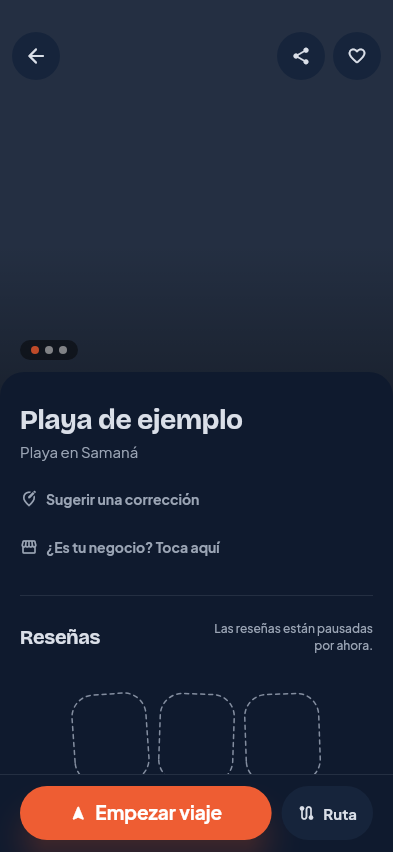 Playa de ejemplo
Playa en Samaná
Sugerir una corrección
¿Es tu negocio? Toca aquí
Reseñas
Las reseñas están pausadas
por ahora.
Empezar viaje
Ruta